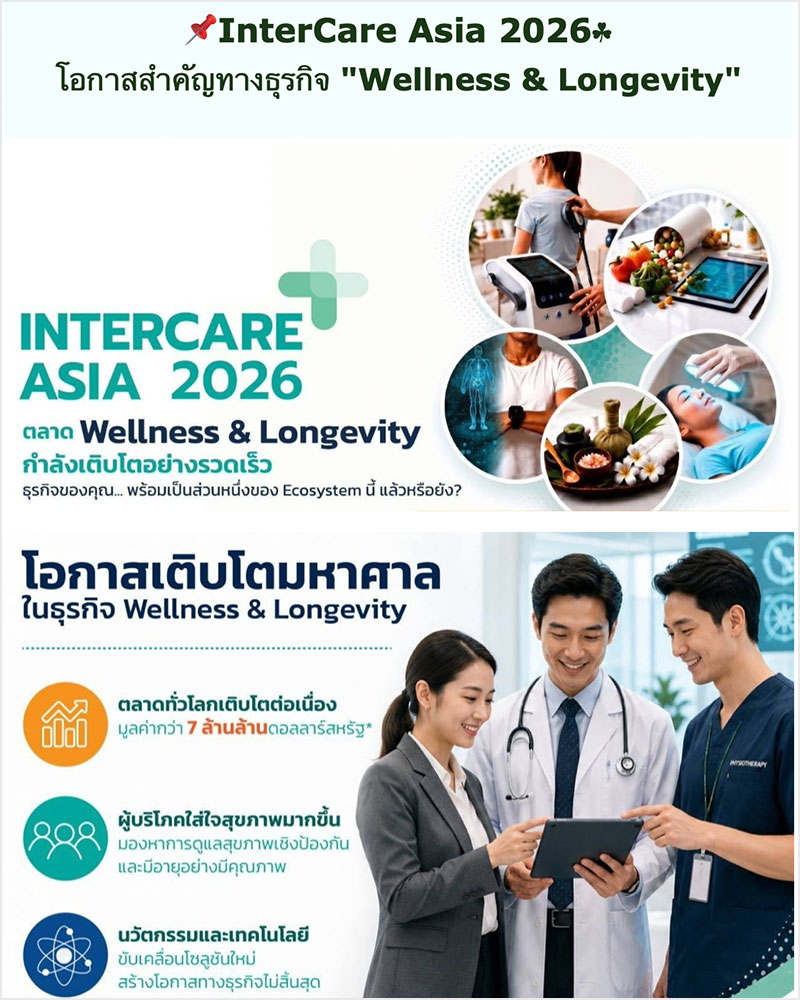 📌InterCare Asia 2026☘
โอกาสสำคัญทางธุรกิจ "Wellness & Longevity"
INTERCARE
ASIA 2026
ตลาด Wellness & Longevity
กำลังเติบโตอย่างรวดเร็ว
ธุรกิจของคุณ... พร้อมเป็นส่วนหนึ่งของ Ecosystem นี้ แล้วหรือยัง?
โอกาสเติบโตมหาศาล
ในธุรกิจ Wellness & Longevity
ตลาดทั่วโลกเติบโตต่อเนื่อง
มูลค่ากว่า 7 ล้านล้านดอลลาร์สหรัฐ*
ผู้บริโภคใส่ใจสุขภาพมากขึ้น
มองหาการดูแลสุขภาพเชิงป้องกัน
และมีอายุอย่างมีคุณภาพ
นวัตกรรมและเทคโนโลยี
ขับเคลื่อนโซลูชันใหม่
สร้างโอกาสทางธุรกิจไม่สิ้นสุด
PHYSIOTHERAPY